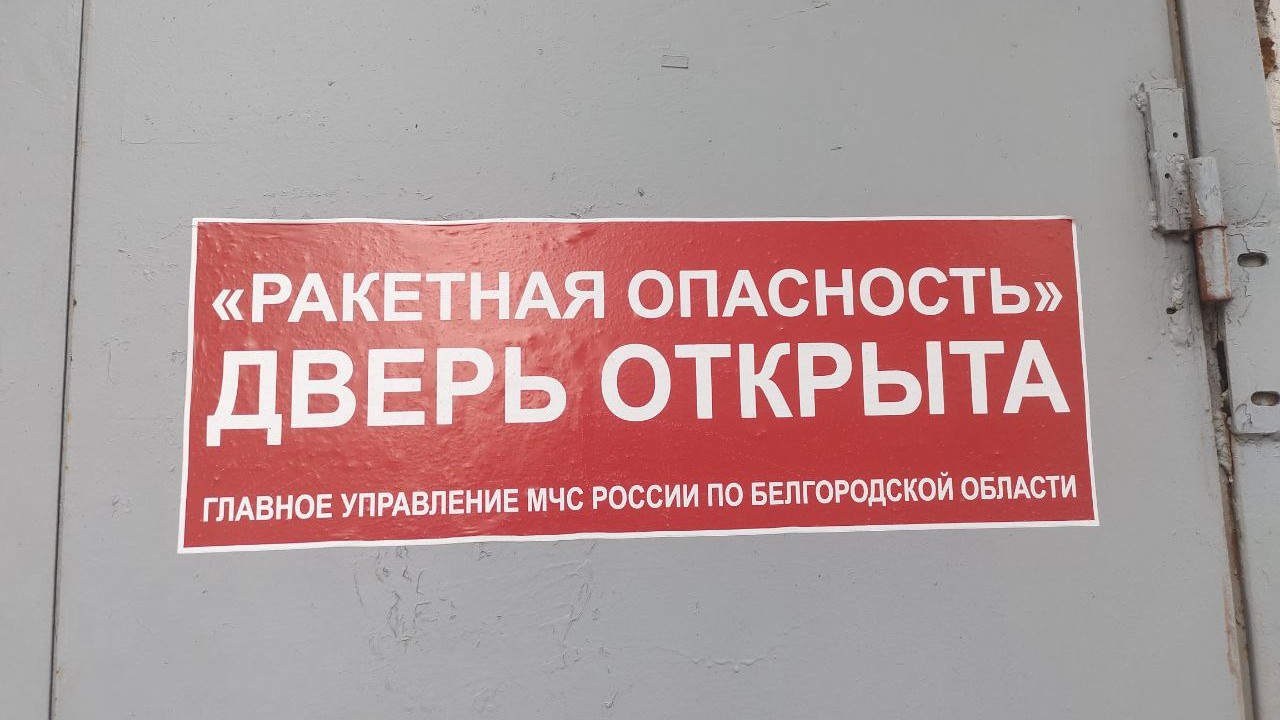 «РАКЕТНАЯ ОПАСНОСТЬ»
ДВЕРЬ ОТКРЫТА
ГЛАВНОЕ УПРАВЛЕНИЕ МЧС РОССИИ ПО БЕЛГОРОДСКОЙ ОБЛАСТИ